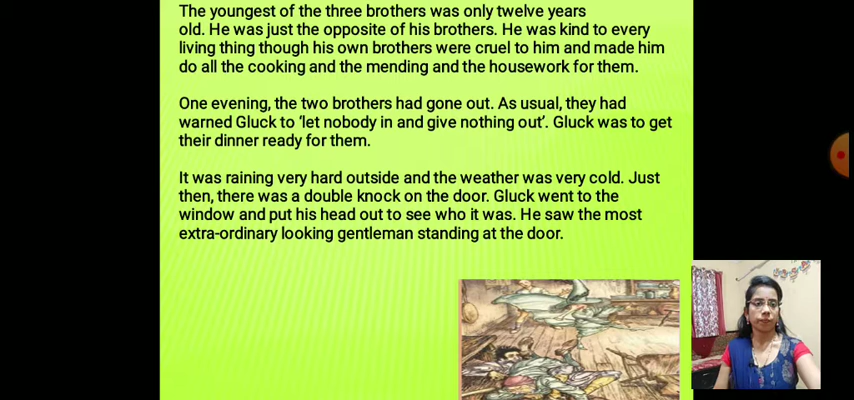 The youngest of the three brothers was only twelve years
old. He was just the opposite of his brothers. He was kind to every
living thing though his own brothers were cruel to him and made him
do all the cooking and the mending and the housework for them.
One evening, the two brothers had gone out. As usual, they had
warned Gluck to ‘let nobody in and give nothing out’. Gluck was to get
their dinner ready for them.
It was raining very hard outside and the weather was very cold. Just
then, there was a double knock on the door. Gluck went to the
window and put his head out to see who it was. He saw the most
extra-ordinary looking gentleman standing at the door.